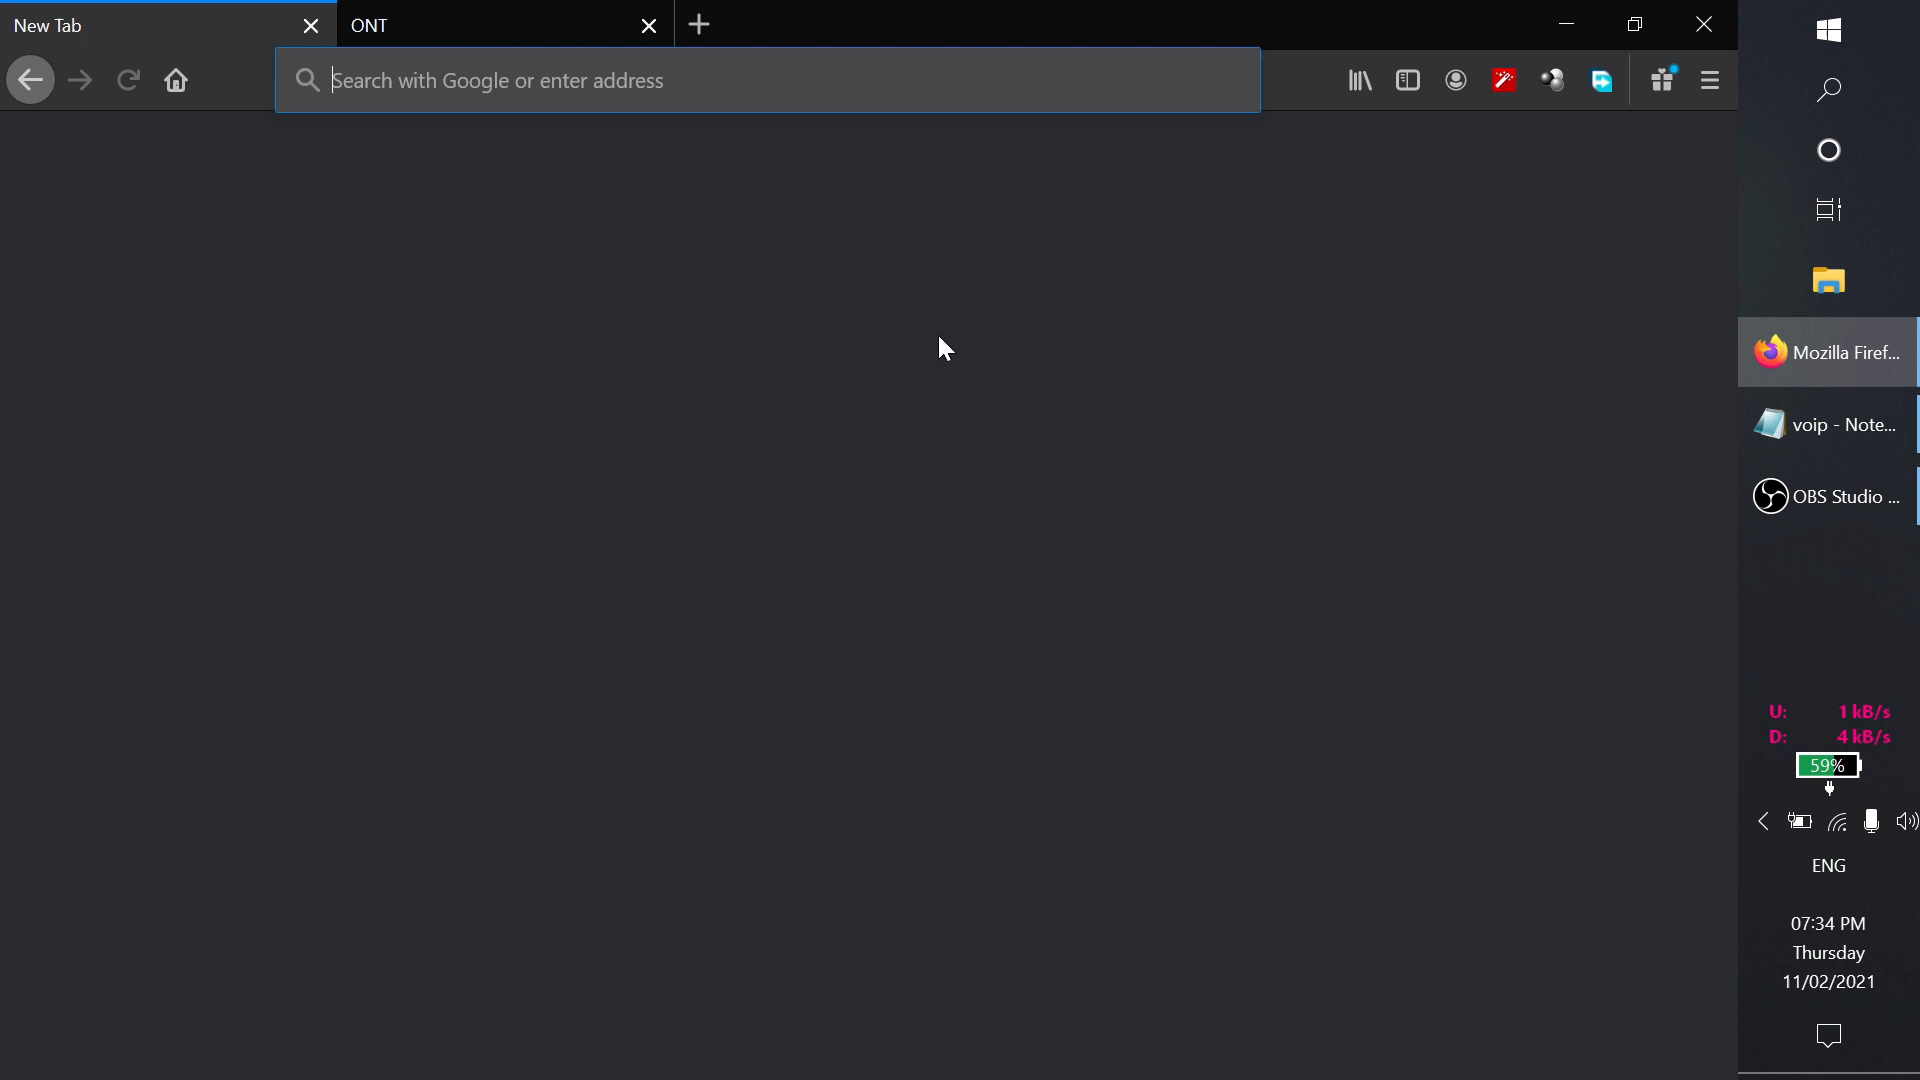 New Tab
ONT
Search with Google or enter address
Mozilla Firef...
voip - Note...
OBS Studio ...
U: 1 kB/s
D: 4 kB/s
59%
ENG
07:34 PM
Thursday
11/02/2021